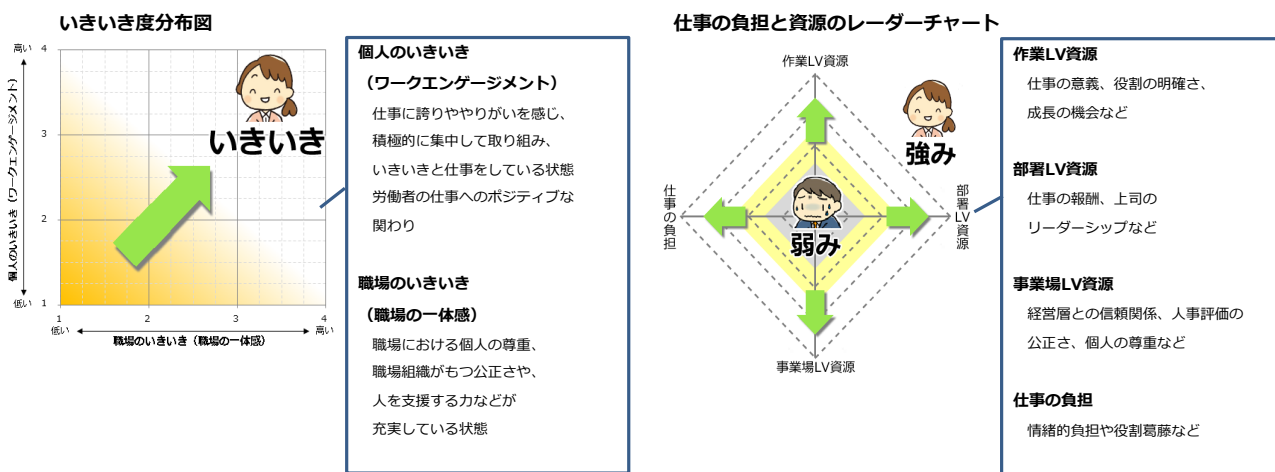 いきいき度分布図
高い
4
3
2
1
低い
個人のいきいき(ワークエンゲージメント)
1
2
3
4
低い
高い
職場のいきいき(職場の一体感)
いきいき
個人のいきいき
(ワークエンゲージメント)
仕事に誇りややりがいを感じ、
積極的に集中して取り組み、
いきいきと仕事をしている状態
労働者の仕事へのポジティブな
関わり
職場のいきいき
(職場の一体感)
職場における個人の尊重、
職場組織がもつ公正さや、
人を支援する力などが
充実している状態
仕事の負担と資源のレーダーチャート
作業LV資源
強み
仕事の負担
弱み
部署LV資源
事業場LV資源
作業LV資源
仕事の意義、役割の明確さ、
成長の機会など
部署LV資源
仕事の報酬、上司の
リーダーシップなど
事業場LV資源
経営層との信頼関係、人事評価の
公正さ、個人の尊重など
仕事の負担
情緒的負担や役割葛藤など